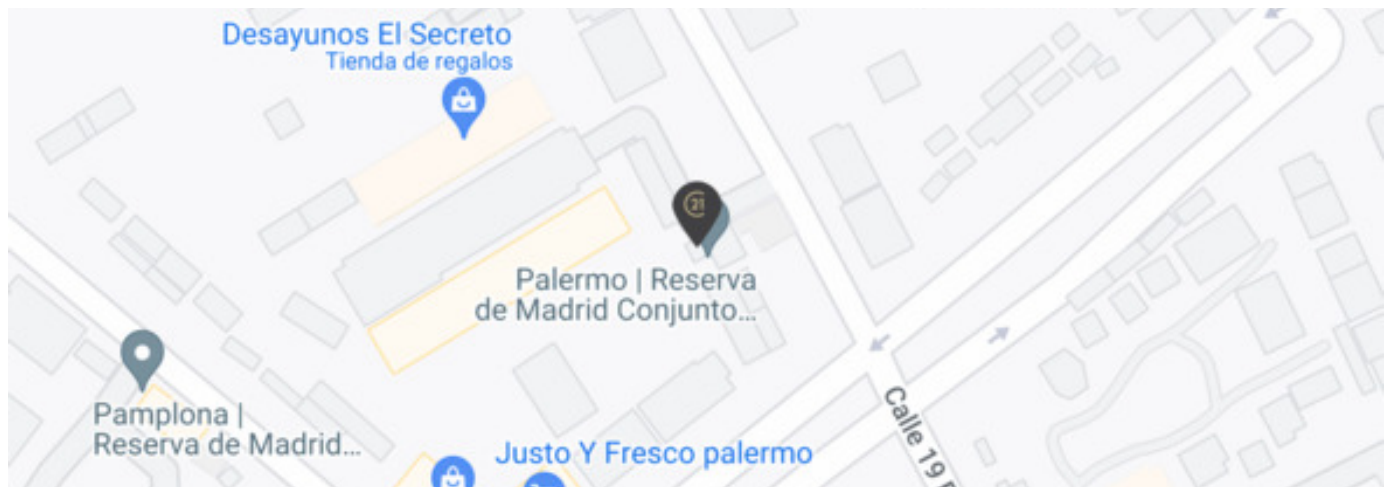 Desayunos El Secreto
Tienda de regalos
21
Palermo | Reserva
de Madrid Conjunto...
Pamplona |
Reserva de Madrid...
Calle 19
Justo Y Fresco palermo